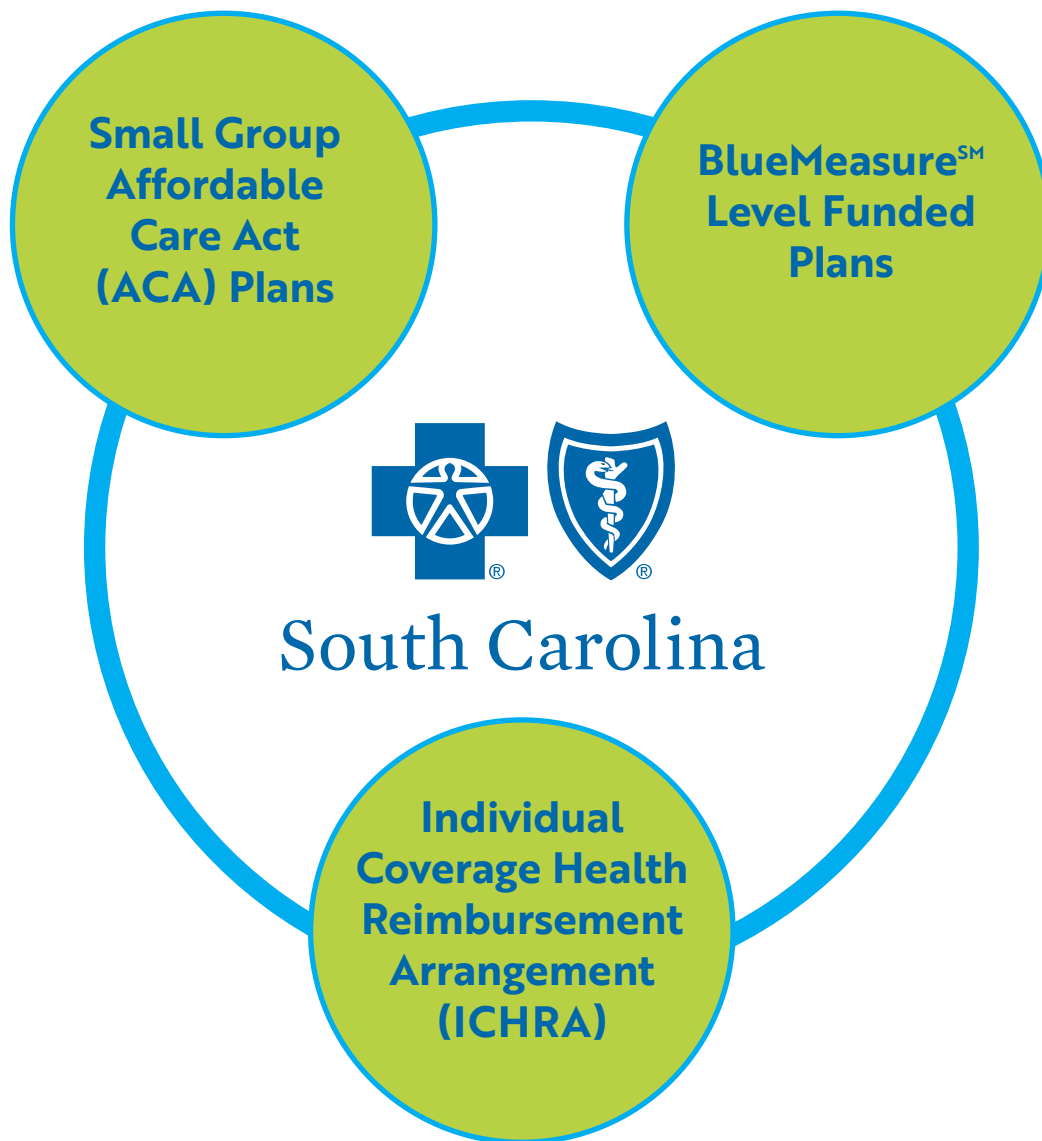 Small Group
Affordable
Care Act
(ACA) Plans
BlueMeasure℠
Level Funded
Plans
®
®
South Carolina
Individual
Coverage Health
Reimbursement
Arrangement
(ICHRA)